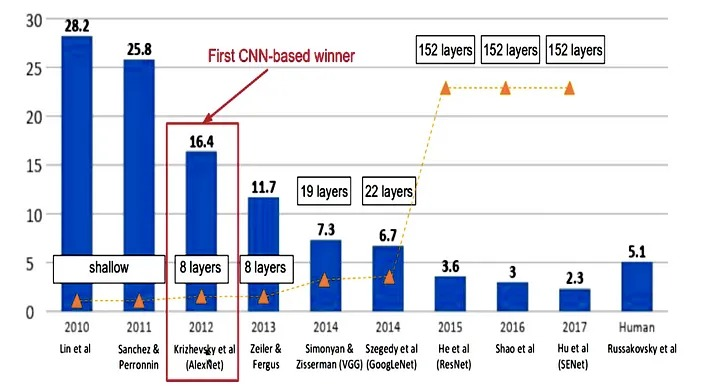 30
25
20
15
10
5
0
28.2
25.8
16.4
11.7
7.3
6.7
3.6
3
2.3
5.1
First CNN-based winner
shallow
8 layers
8 layers
19 layers
22 layers
152 layers
152 layers
152 layers
2010
Lin et al
2011
Sanchez &
Perronnin
2012
Krizhevsky et al
(AlexNet)
2013
Zeiler &
Fergus
2014
Simonyan &
Zisserman (VGG)
2014
Szegedy et al
(GoogLeNet)
2015
He et al
(ResNet)
2016
Shao et al
2017
Hu et al
(SENet)
Human
Russakovsky et al